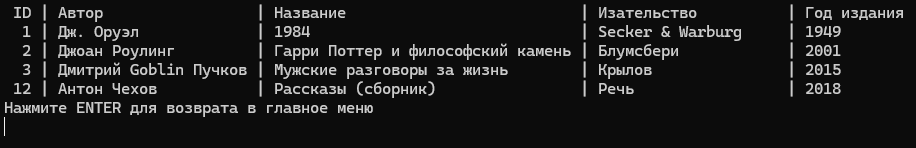 ID | Автор | Название | Изательство | Год издания
1 | Дж. Оруэл | 1984 | Secker & Warburg | 1949
2 | Джоан Роулинг | Гарри Поттер и философский камень | Блумсбери | 2001
3 | Дмитрий Goblin Пучков | Мужские разговоры за жизнь | Крылов | 2015
12 | Антон Чехов | Рассказы (сборник) | Речь | 2018
Нажмите ENTER для возврата в главное меню